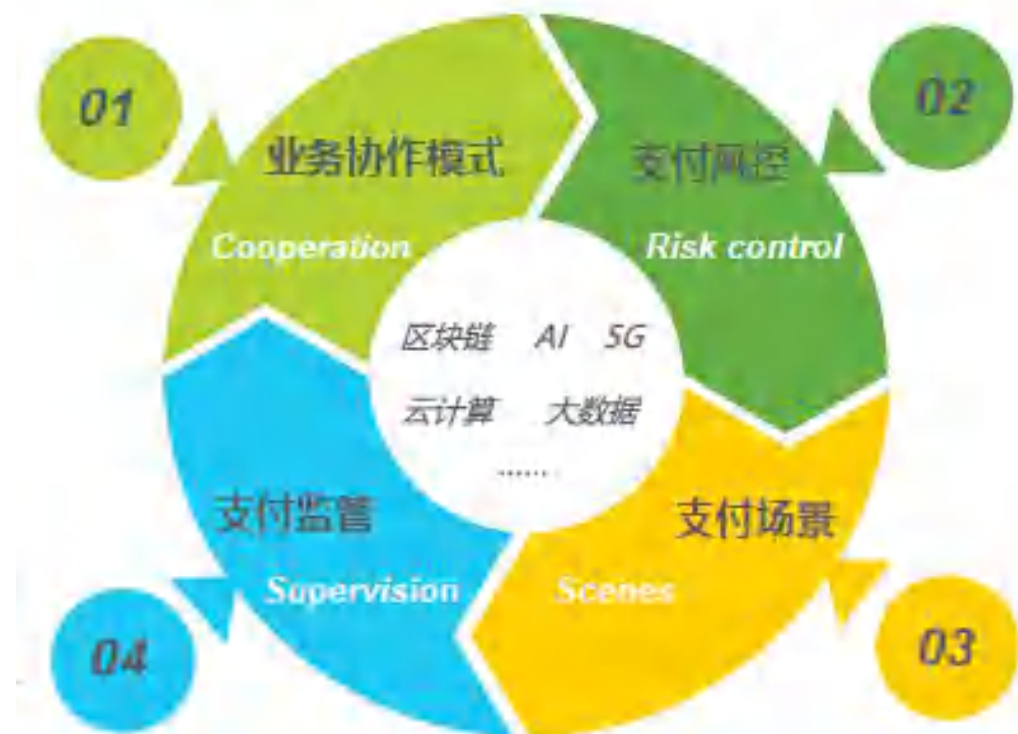 01
业务协作模式
Cooperation
02
支付风控
Risk control
区块链 AI 5G
云计算 大数据
......
支付场景
Scenes
03
支付监管
Supervision
04